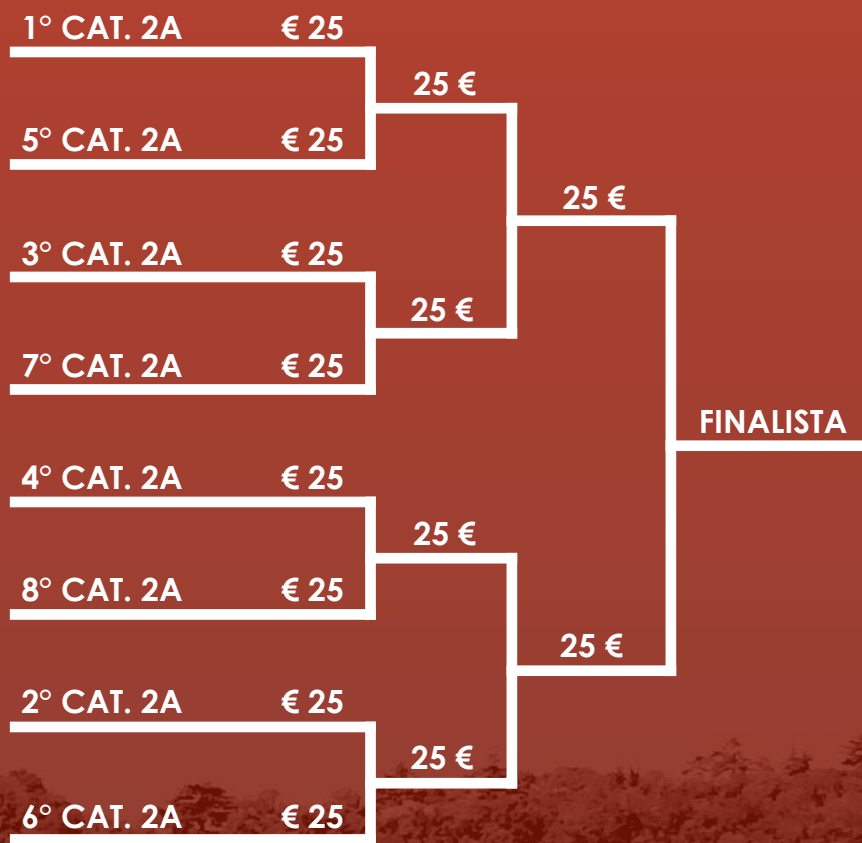 1° CAT. 2A € 25
25 €
5° CAT. 2A € 25
25 €
3° CAT. 2A € 25
25 €
7° CAT. 2A € 25
FINALISTA
4° CAT. 2A € 25
25 €
8° CAT. 2A € 25
25 €
2° CAT. 2A € 25
25 €
6° CAT. 2A € 25